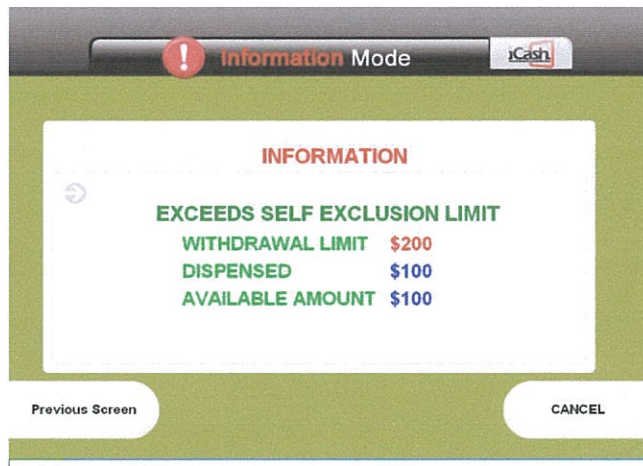 ! Information Mode iCash
INFORMATION
EXCEEDS SELF EXCLUSION LIMIT
WITHDRAWAL LIMIT $200
DISPENSED $100
AVAILABLE AMOUNT $100
Previous Screen CANCEL